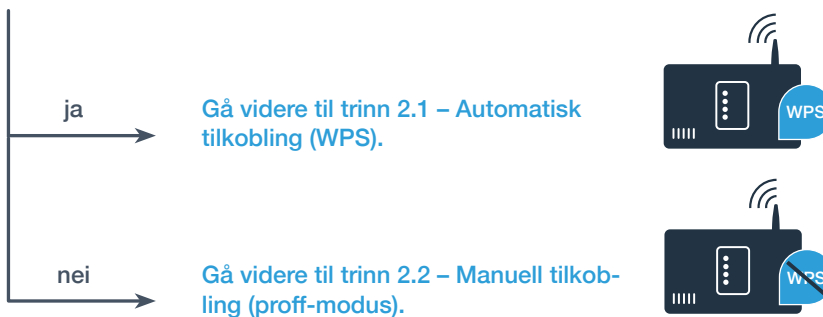 ja
Gå videre til trinn 2.1 – Automatisk
tilkobling (WPS).
WPS
nei
Gå videre til trinn 2.2 – Manuell tilkob-
ling (proff-modus).
WPS